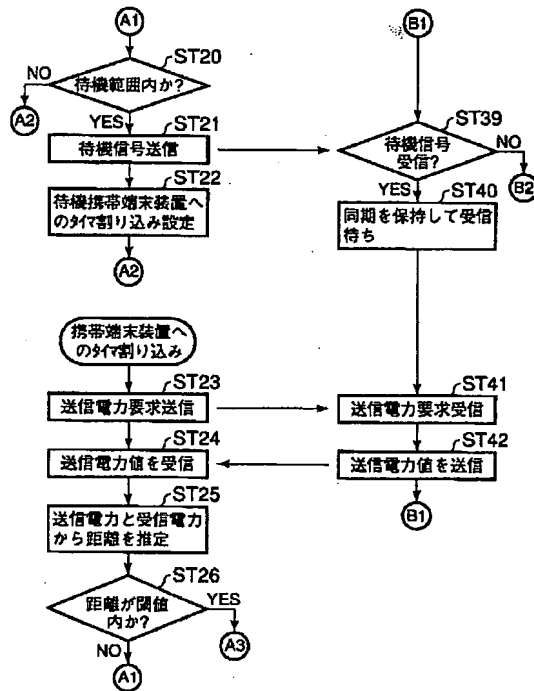 A1
ST20
待機範囲内か?
NO
A2
YES
ST21
待機信号送信
ST22
待機携帯端末装置へ
のタイマ割り込み設定
A2
携帯端末装置へ
のタイマ割り込み
ST23
送信電力要求送信
ST24
送信電力値を受信
ST25
送信電力と受信電力
から距離を推定
ST26
距離が閾値
内か?
YES
A3
NO
A1
B1
ST39
待機信号
受信?
NO
B2
YES
ST40
同期を保持して受信
待ち
ST41
送信電力要求受信
ST42
送信電力値を送信
B1